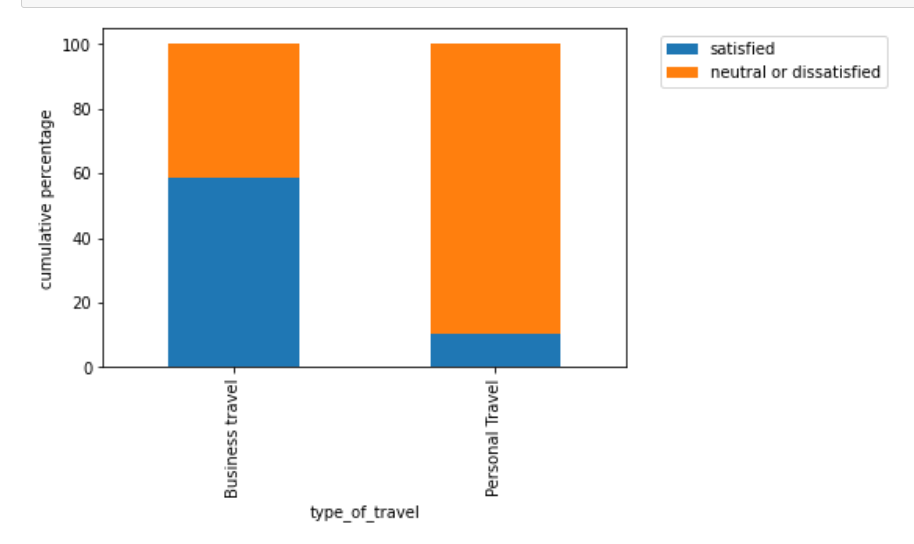 100
80
60
40
20
0
cumulative percentage
Business travel
Personal Travel
type_of_travel
satisfied
neutral or dissatisfied